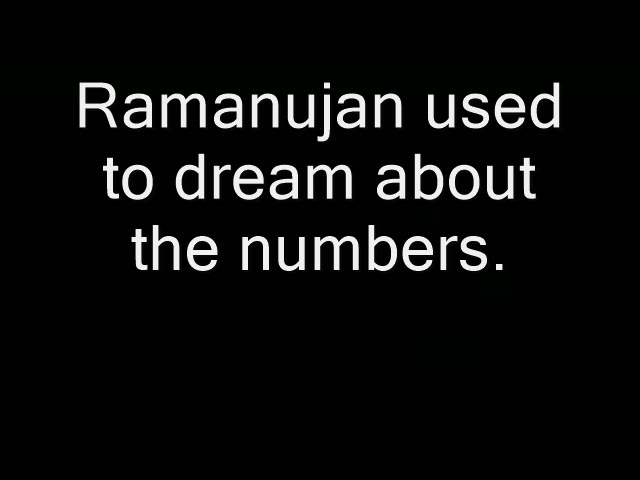 Ramanujan used
to dream about
the numbers.